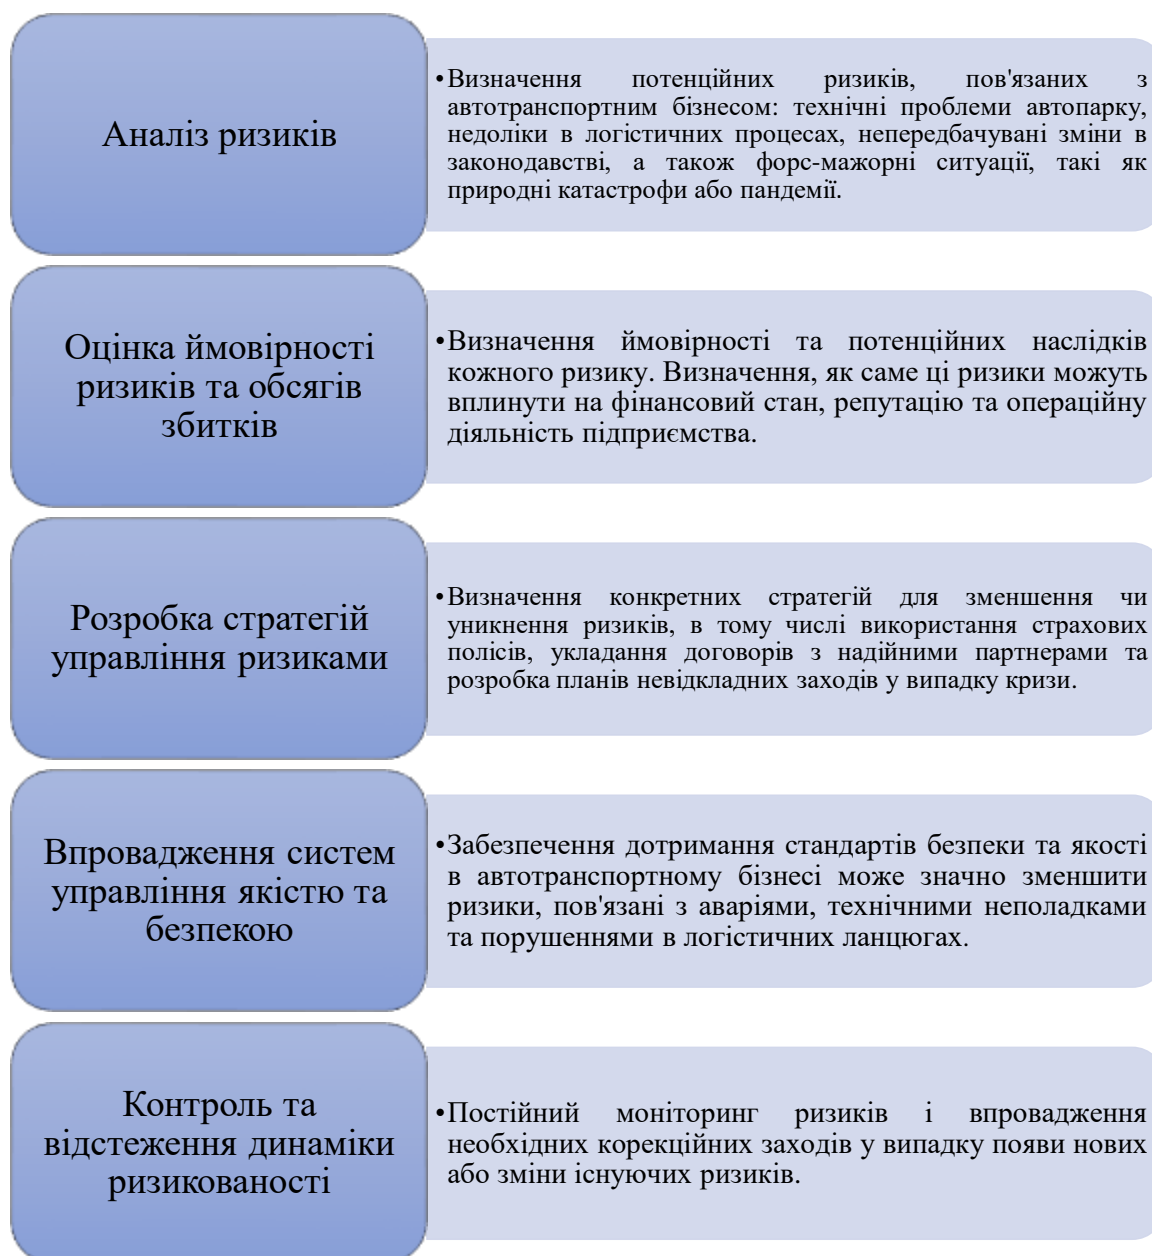 Аналіз ризиків
•Визначення потенційних ризиків, пов'язаних з
автотранспортним бізнесом: технічні проблеми автопарку,
недоліки в логістичних процесах, непередбачувані зміни в
законодавстві, а також форс-мажорні ситуації, такі як
природні катастрофи або пандемії.
Оцінка ймовірності
ризиків та обсягів
збитків
•Визначення ймовірності та потенційних наслідків
кожного ризику. Визначення, як саме ці ризики можуть
вплинути на фінансовий стан, репутацію та операційну
діяльність підприємства.
Розробка стратегій
управління ризиками
•Визначення конкретних стратегій для зменшення чи
уникнення ризиків, в тому числі використання страхових
полісів, укладання договорів з надійними партнерами та
розробка планів невідкладних заходів у випадку кризи.
Впровадження систем
управління якістю та
безпекою
•Забезпечення дотримання стандартів безпеки та якості
в автотранспортному бізнесі може значно зменшити
ризики, пов'язані з аваріями, технічними неполадками
та порушеннями в логістичних ланцюгах.
Контроль та
відстеження динаміки
ризикованості
•Постійний моніторинг ризиків і впровадження
необхідних корекційних заходів у випадку появи нових
або зміни існуючих ризиків.